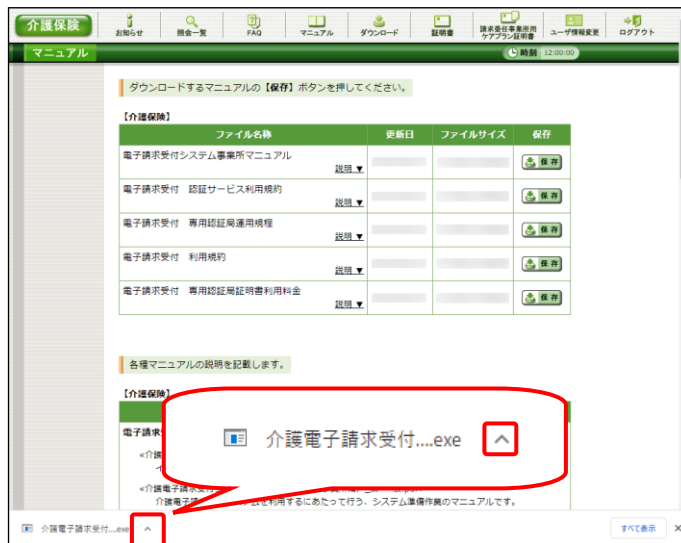 介護保険
お知らせ
照会一覧
FAQ
マニュアル
ダウンロード
証明書
請求委任事業所用
ケアプラン証明書
ユーザ情報変更
ログアウト
マニュアル
時刻 12:00:00
ダウンロードするマニュアルの【保存】ボタンを押してください。
【介護保険】
ファイル名称 更新日 ファイルサイズ 保存
電子請求受付システム事業所マニュアル
説明 ▼
保存
電子請求受付 認証サービス利用規約
説明 ▼
保存
電子請求受付 専用認証局運用規程
説明 ▼
保存
電子請求受付 利用規約
説明 ▼
保存
電子請求受付 専用認証局証明書利用料金
説明 ▼
保存
各種マニュアルの説明を記載します。
【介護保険】
電子請求
介護電子請求受付....exe
«介護
«介護電子請求受付
介護電子請 を利用するにあたって行う、システム準備作業のマニュアルです。
介護電子請求受付....exe
すべて表示